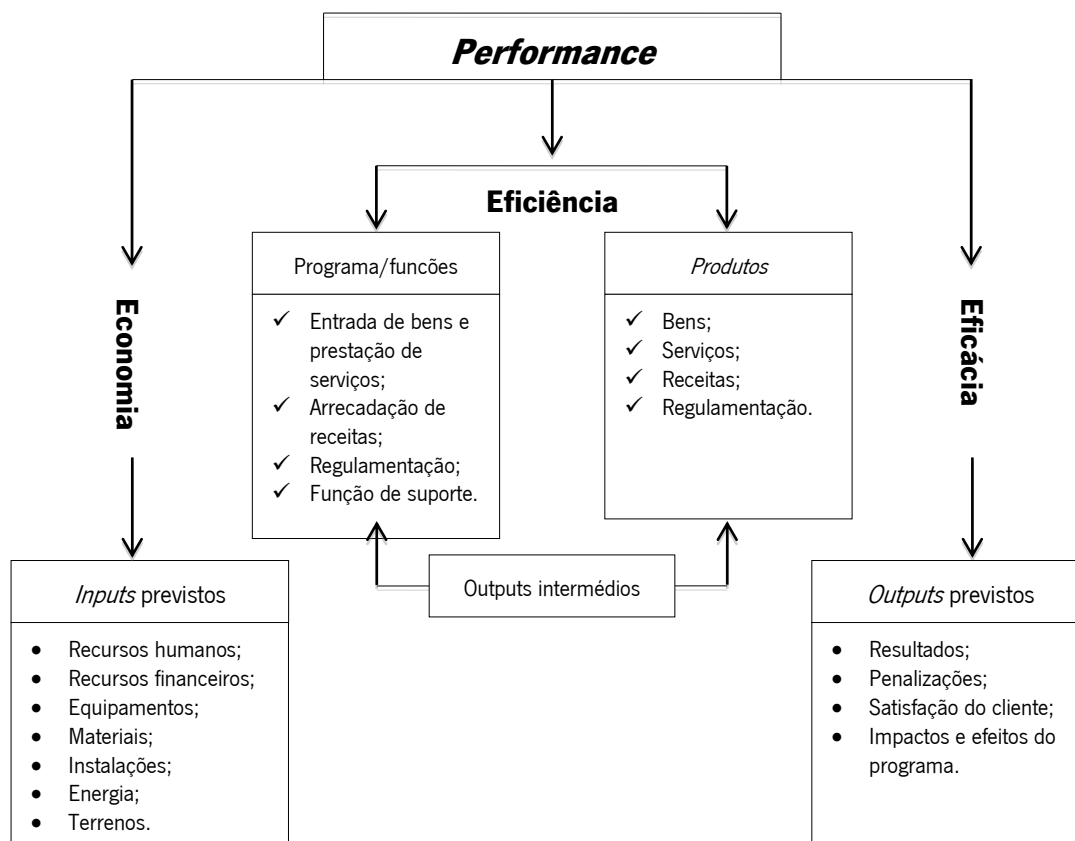 Performance
Eficiência
Economia
Eficácia
Programa/funcões
✓ Entrada de bens e
prestação de
serviços;
✓ Arrecadação de
receitas;
✓ Regulamentação;
✓ Função de suporte.
Produtos
✓ Bens;
✓ Serviços;
✓ Receitas;
✓ Regulamentação.
Outputs intermédios
Inputs previstos
• Recursos humanos;
• Recursos financeiros;
• Equipamentos;
• Materiais;
• Instalações;
• Energia;
• Terrenos.
Outputs previstos
• Resultados;
• Penalizações;
• Satisfação do cliente;
• Impactos e efeitos do
programa.